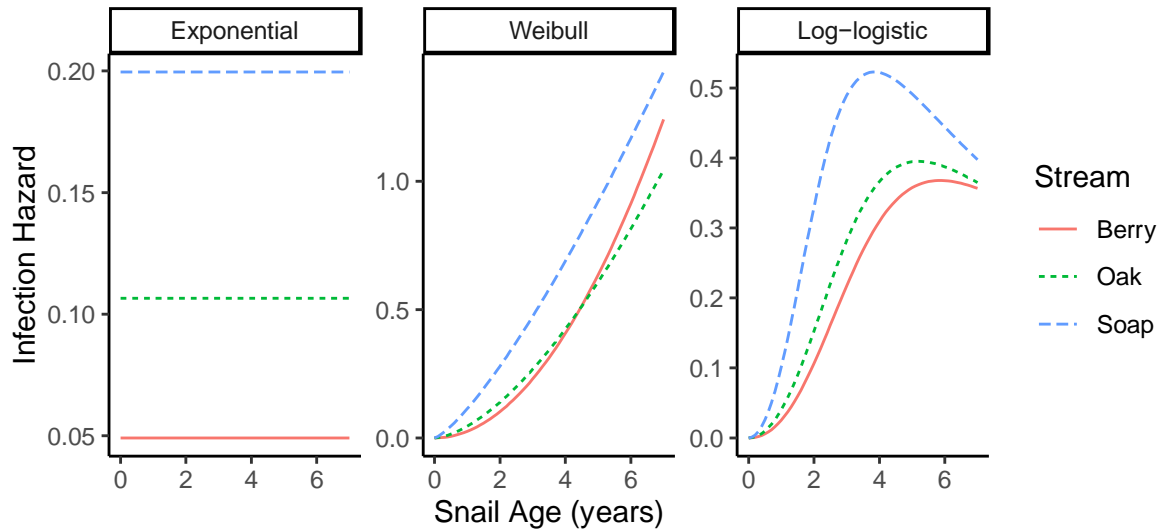 Exponential
Weibull
Log−logistic
Infection Hazard
0.20
0.15
0.10
0.05
1.0
0.5
0.0
0.5
0.4
0.3
0.2
0.1
0.0
0 2 4 6
0 2 4 6
0 2 4 6
Snail Age (years)
Stream
Berry
Oak
Soap